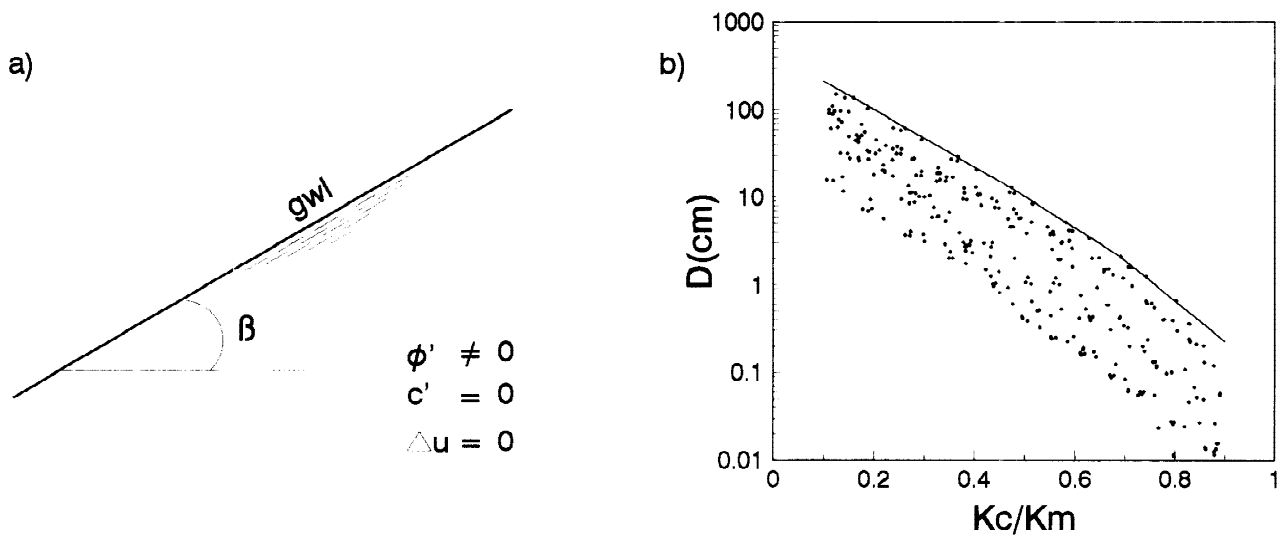 a)
gwl
ß
ϕ' ≠ 0
c' = 0
△u = 0
b)
D(cm)
1000
100
10
1
0.1
0.01
0 0.2 0.4 0.6 0.8 1
Kc/Km